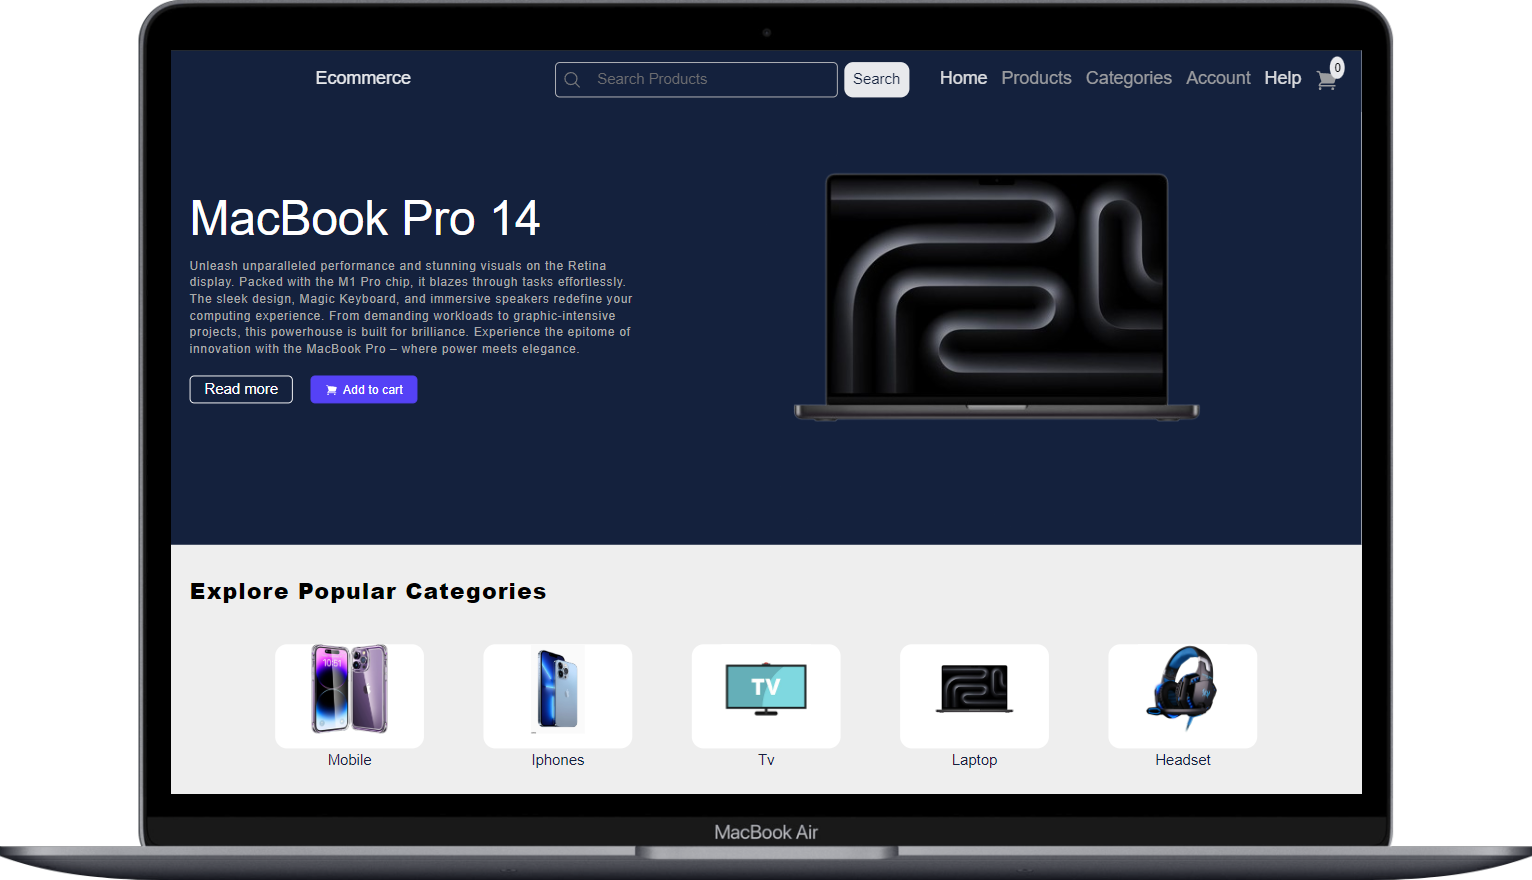 Ecommerce
Search Products
Search
Home Products Categories Account Help
0
MacBook Pro 14
Unleash unparalleled performance and stunning visuals on the Retina
display. Packed with the M1 Pro chip, it blazes through tasks effortlessly.
The sleek design, Magic Keyboard, and immersive speakers redefine your
computing experience. From demanding workloads to graphic-intensive
projects, this powerhouse is built for brilliance. Experience the epitome of
innovation with the MacBook Pro – where power meets elegance.
Read more
Add to cart
Explore Popular Categories
10:51
TV
Mobile
Iphones
Tv
Laptop
Headset
MacBook Air